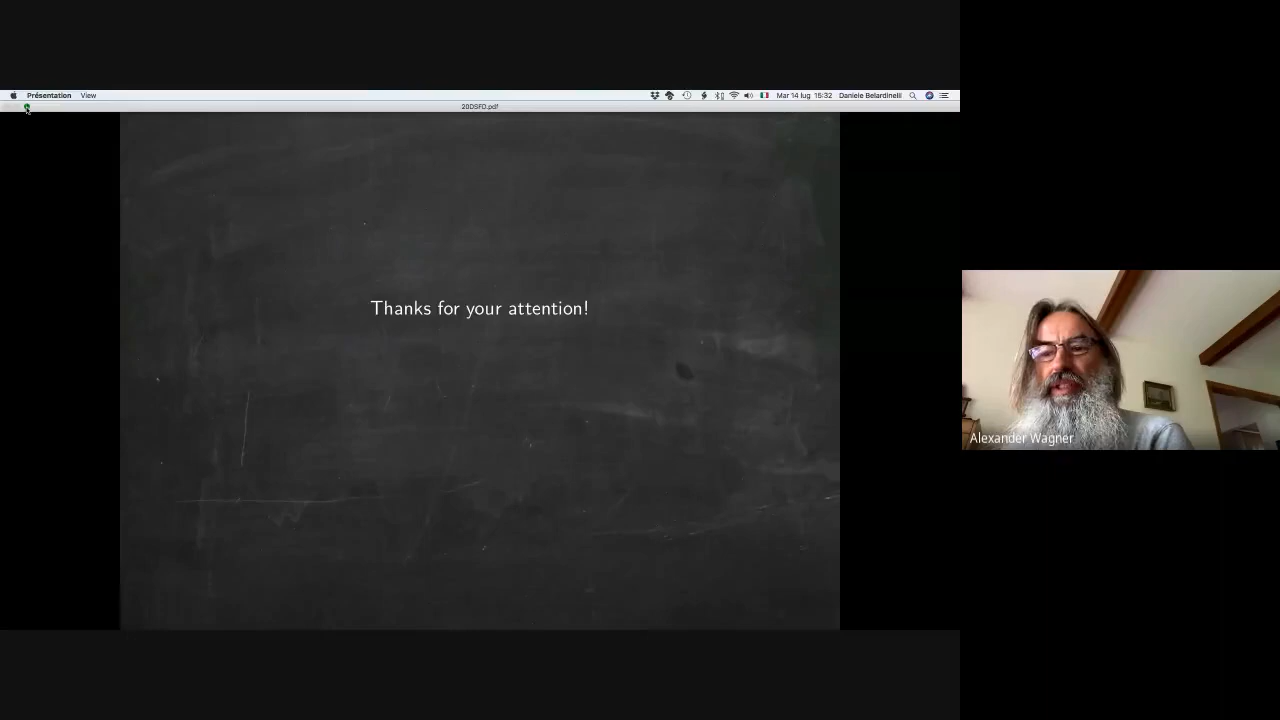 Présentation View
Mar 14 lug 15:32 Daniele Belardinelli
20DSFD.pdf
Thanks for your attention!
Alexander Wagner